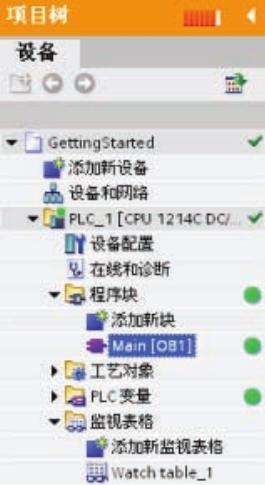 项目树
设备
GettingStarted
添加新设备
设备和网络
PLC_1 [CPU 1214C DC/...
设备配置
在线和诊断
程序块
添加新块
Main [OB1]
工艺对象
PLC 变量
监视表格
添加新监视表格
Watch table_1